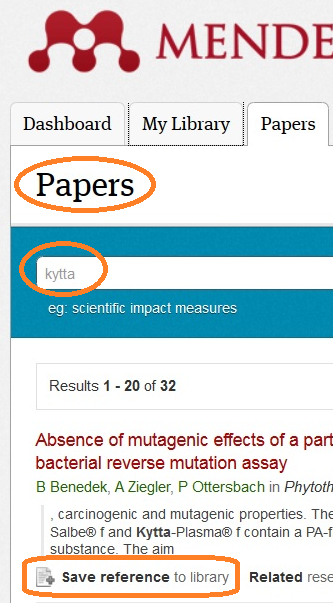 MENDE
Dashboard My Library Papers
Papers
kytta
eg: scientific impact measures
Results 1 - 20 of 32
Absence of mutagenic effects of a part
bacterial reverse mutation assay
B Benedek, A Ziegler, P Ottersbach in Phytoth
, carcinogenic and mutagenic properties. The
Salbe® f and Kytta-Plasma® f contain a PA-f
substance. The aim
Save reference to library Related rese